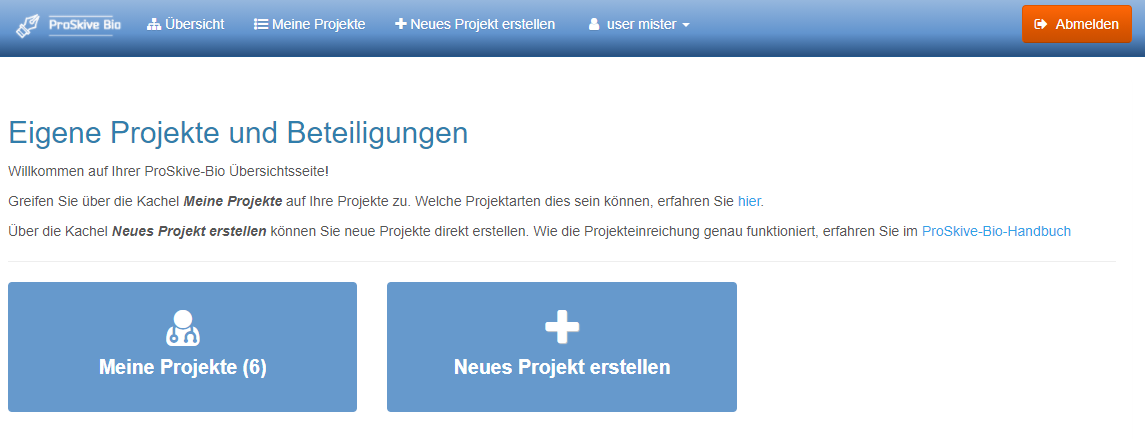 ProSkive Bio Übersicht Meine Projekte Neues Projekt erstellen user mister Abmelden
Eigene Projekte und Beteiligungen
Willkommen auf Ihrer ProSkive-Bio Übersichtsseite!
Greifen Sie über die Kachel Meine Projekte auf Ihre Projekte zu. Welche Projektarten dies sein können, erfahren Sie hier.
Über die Kachel Neues Projekt erstellen können Sie neue Projekte direkt erstellen. Wie die Projekteinreichung genau funktioniert, erfahren Sie im ProSkive-Bio-Handbuch
Meine Projekte (6)
Neues Projekt erstellen